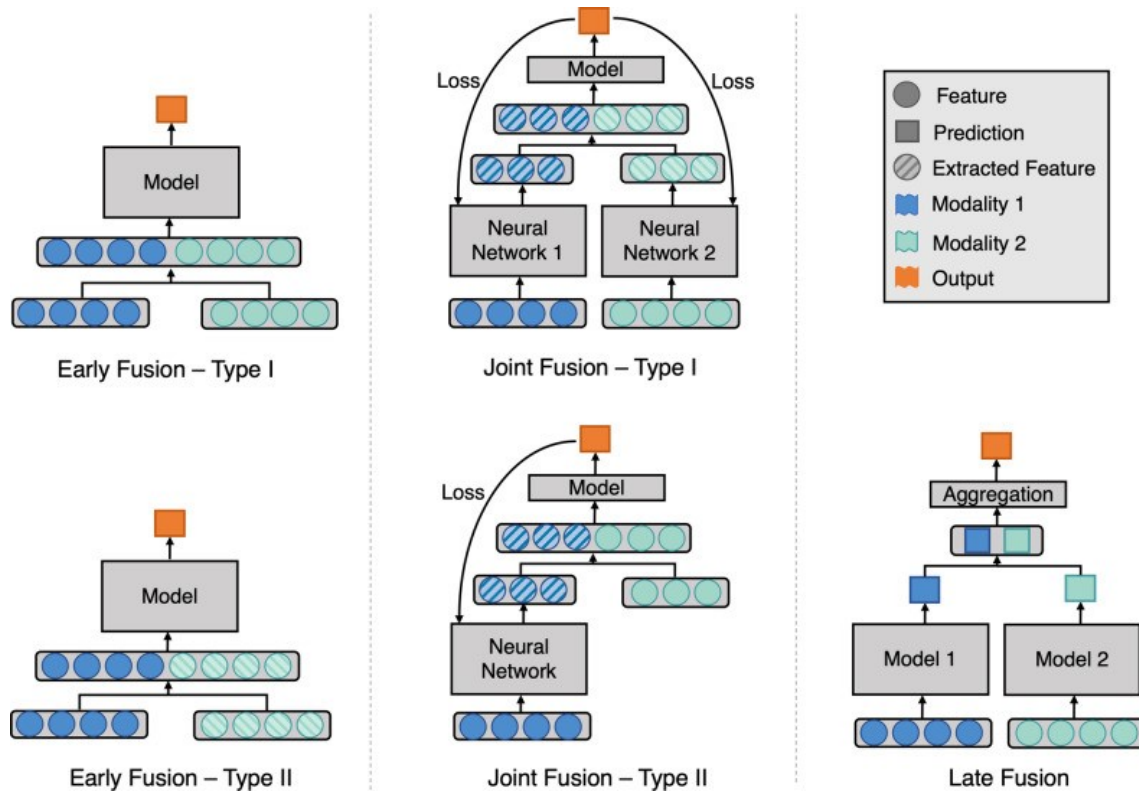 Model
Early Fusion – Type I
Loss
Model
Loss
Neural
Network 1
Neural
Network 2
Joint Fusion – Type I
Feature
Prediction
Extracted Feature
Modality 1
Modality 2
Output
Model
Early Fusion – Type II
Loss
Model
Neural
Network
Joint Fusion – Type II
Aggregation
Model 1
Model 2
Late Fusion